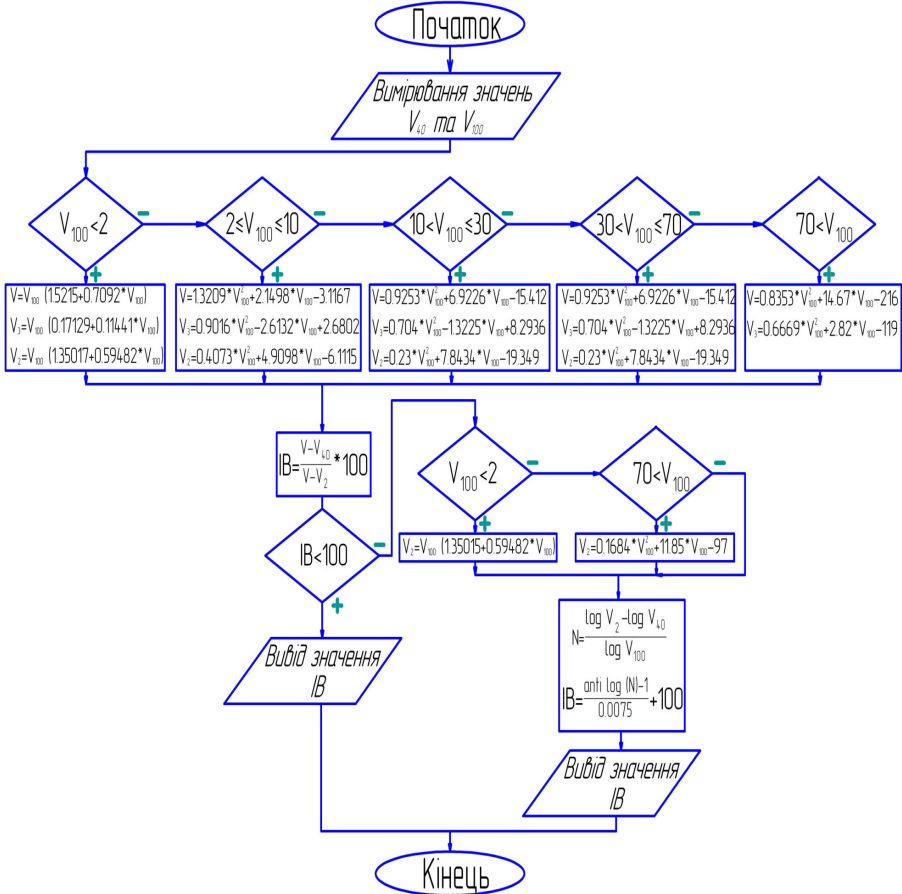 Початок
Вимірювання значень
V₄₀ та V₁₀₀
V₁₀₀<2
−
2≤V₁₀₀≤10
−
10<V₁₀₀≤30
−
30<V₁₀₀≤70
−
70<V₁₀₀
+
+
+
+
V=V₁₀₀ (1.5215+0.7092*V₁₀₀)
V₃=V₁₀₀ (0.17129+0.11441*V₁₀₀)
V₂=V₁₀₀ (1.35017+0.59482*V₁₀₀)
V=1.3209*V²₁₀₀+2.1498*V₁₀₀-3.1167
V₃=0.9016*V²₁₀₀-2.6132*V₁₀₀+2.6802
V₂=0.4073*V²₁₀₀+4.9098*V₁₀₀-6.1115
V=0.9253*V²₁₀₀+6.9226*V₁₀₀-15.412
V₃=0.704*V²₁₀₀-1.3225*V₁₀₀+8.2936
V₂=0.23*V²₁₀₀+7.8434*V₁₀₀-19.349
V=0.9253*V²₁₀₀+6.9226*V₁₀₀-15.412
V₃=0.704*V²₁₀₀-1.3225*V₁₀₀+8.2936
V₂=0.23*V²₁₀₀+7.8434*V₁₀₀-19.349
V=0.8353*V²₁₀₀+14.67*V₁₀₀-216
V₃=0.6669*V²₁₀₀+2.82*V₁₀₀-119
ІВ=(V-V₄₀)/(V-V₂)*100
ІВ<100
−
+
Вивід значення
ІВ
V₁₀₀<2
−
70<V₁₀₀
−
+
+
V₂=V₁₀₀ (1.35015+0.59482*V₁₀₀)
V₂=0.1684*V²₁₀₀+11.85*V₁₀₀-97
N=(log V₂-log V₄₀)/(log V₁₀₀)
ІВ=(anti log (N)-1)/(0.0075)+100
Вивід значення
ІВ
Кінець